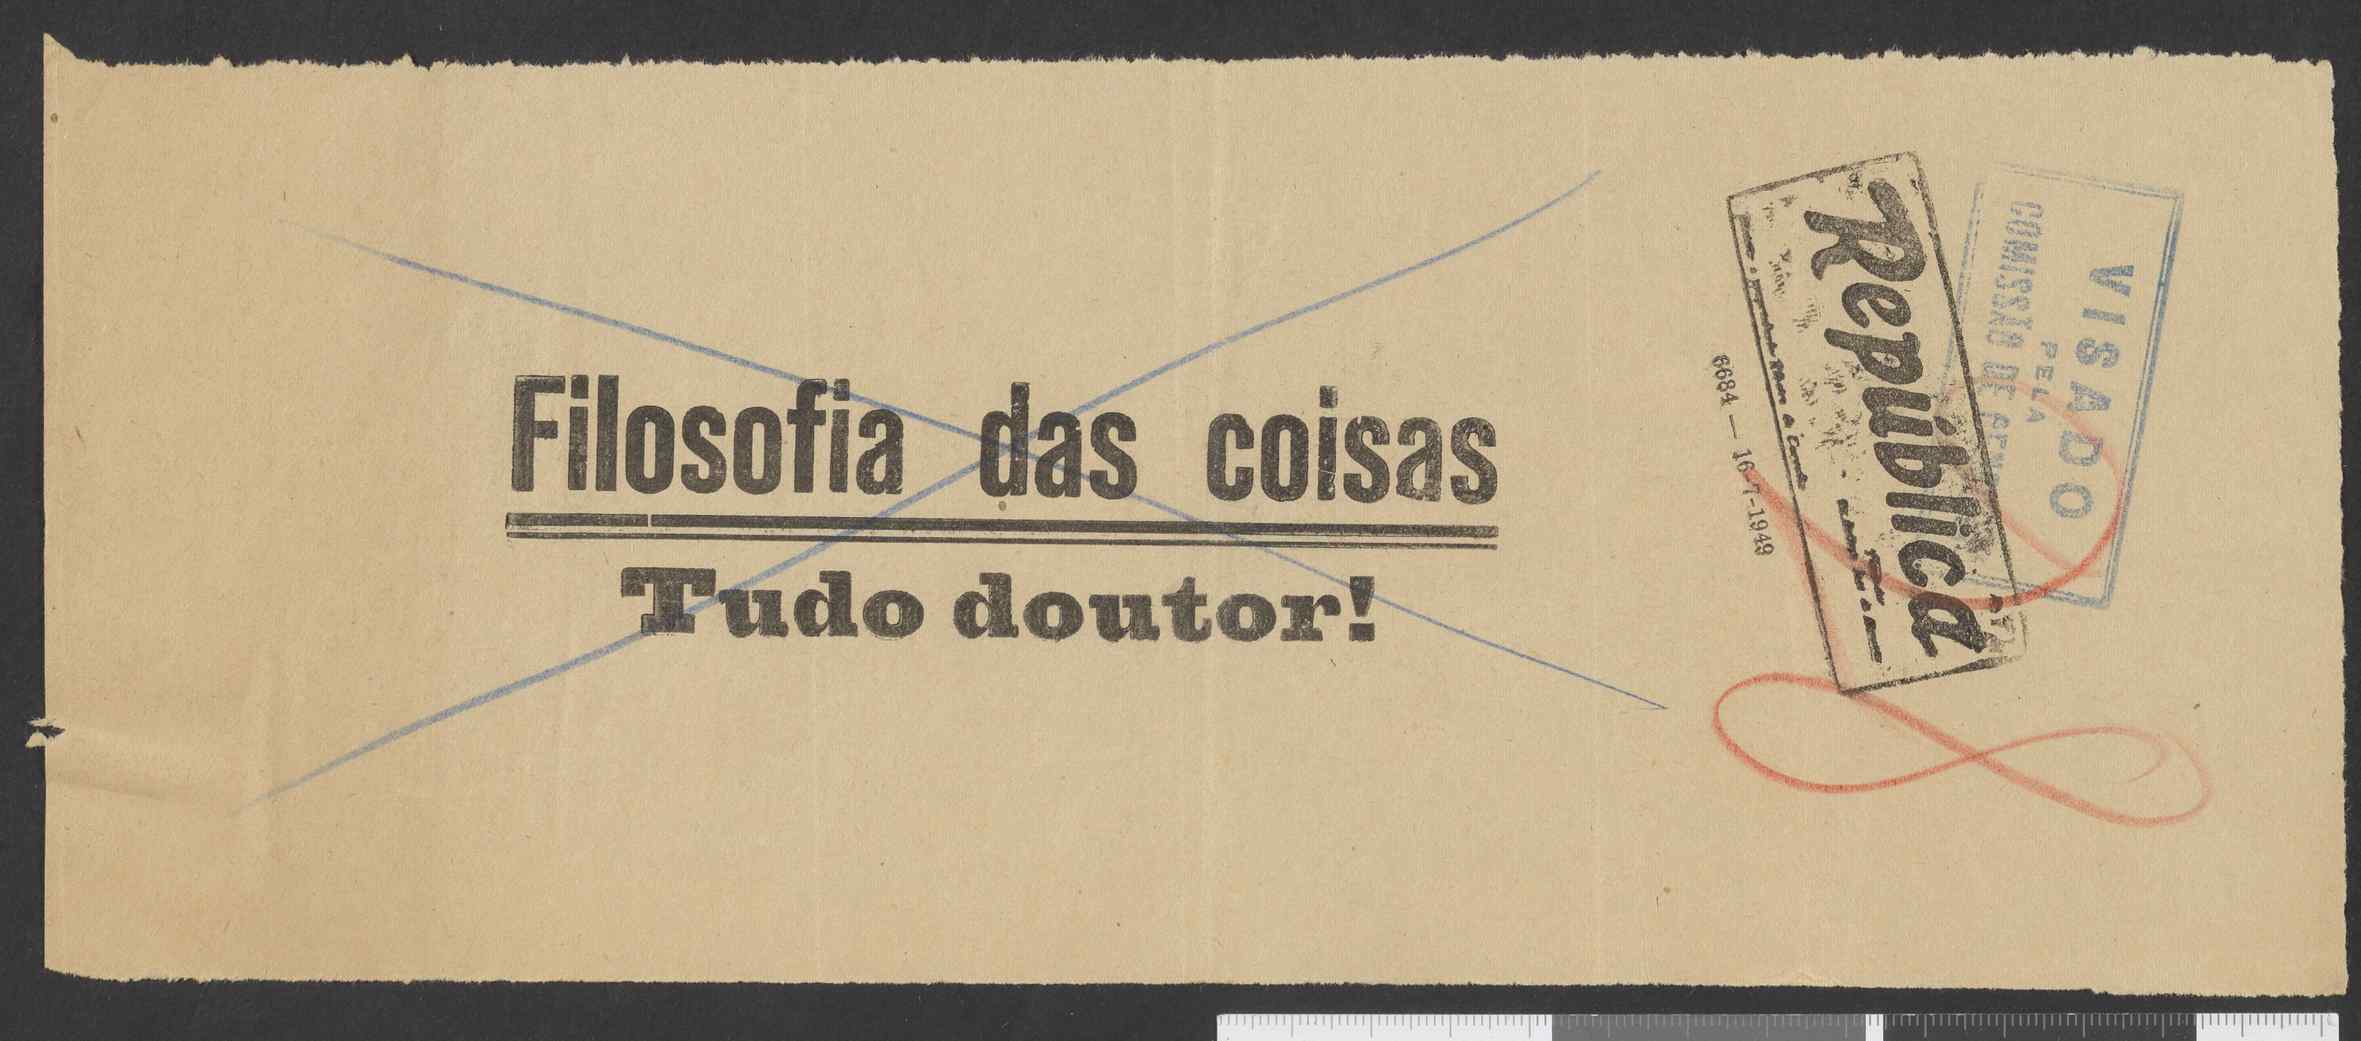 Filosofia das coisas
Tudo doutor!
República
6684 — 16-7-1949
VISADO
PELA
COMISSÃO DE